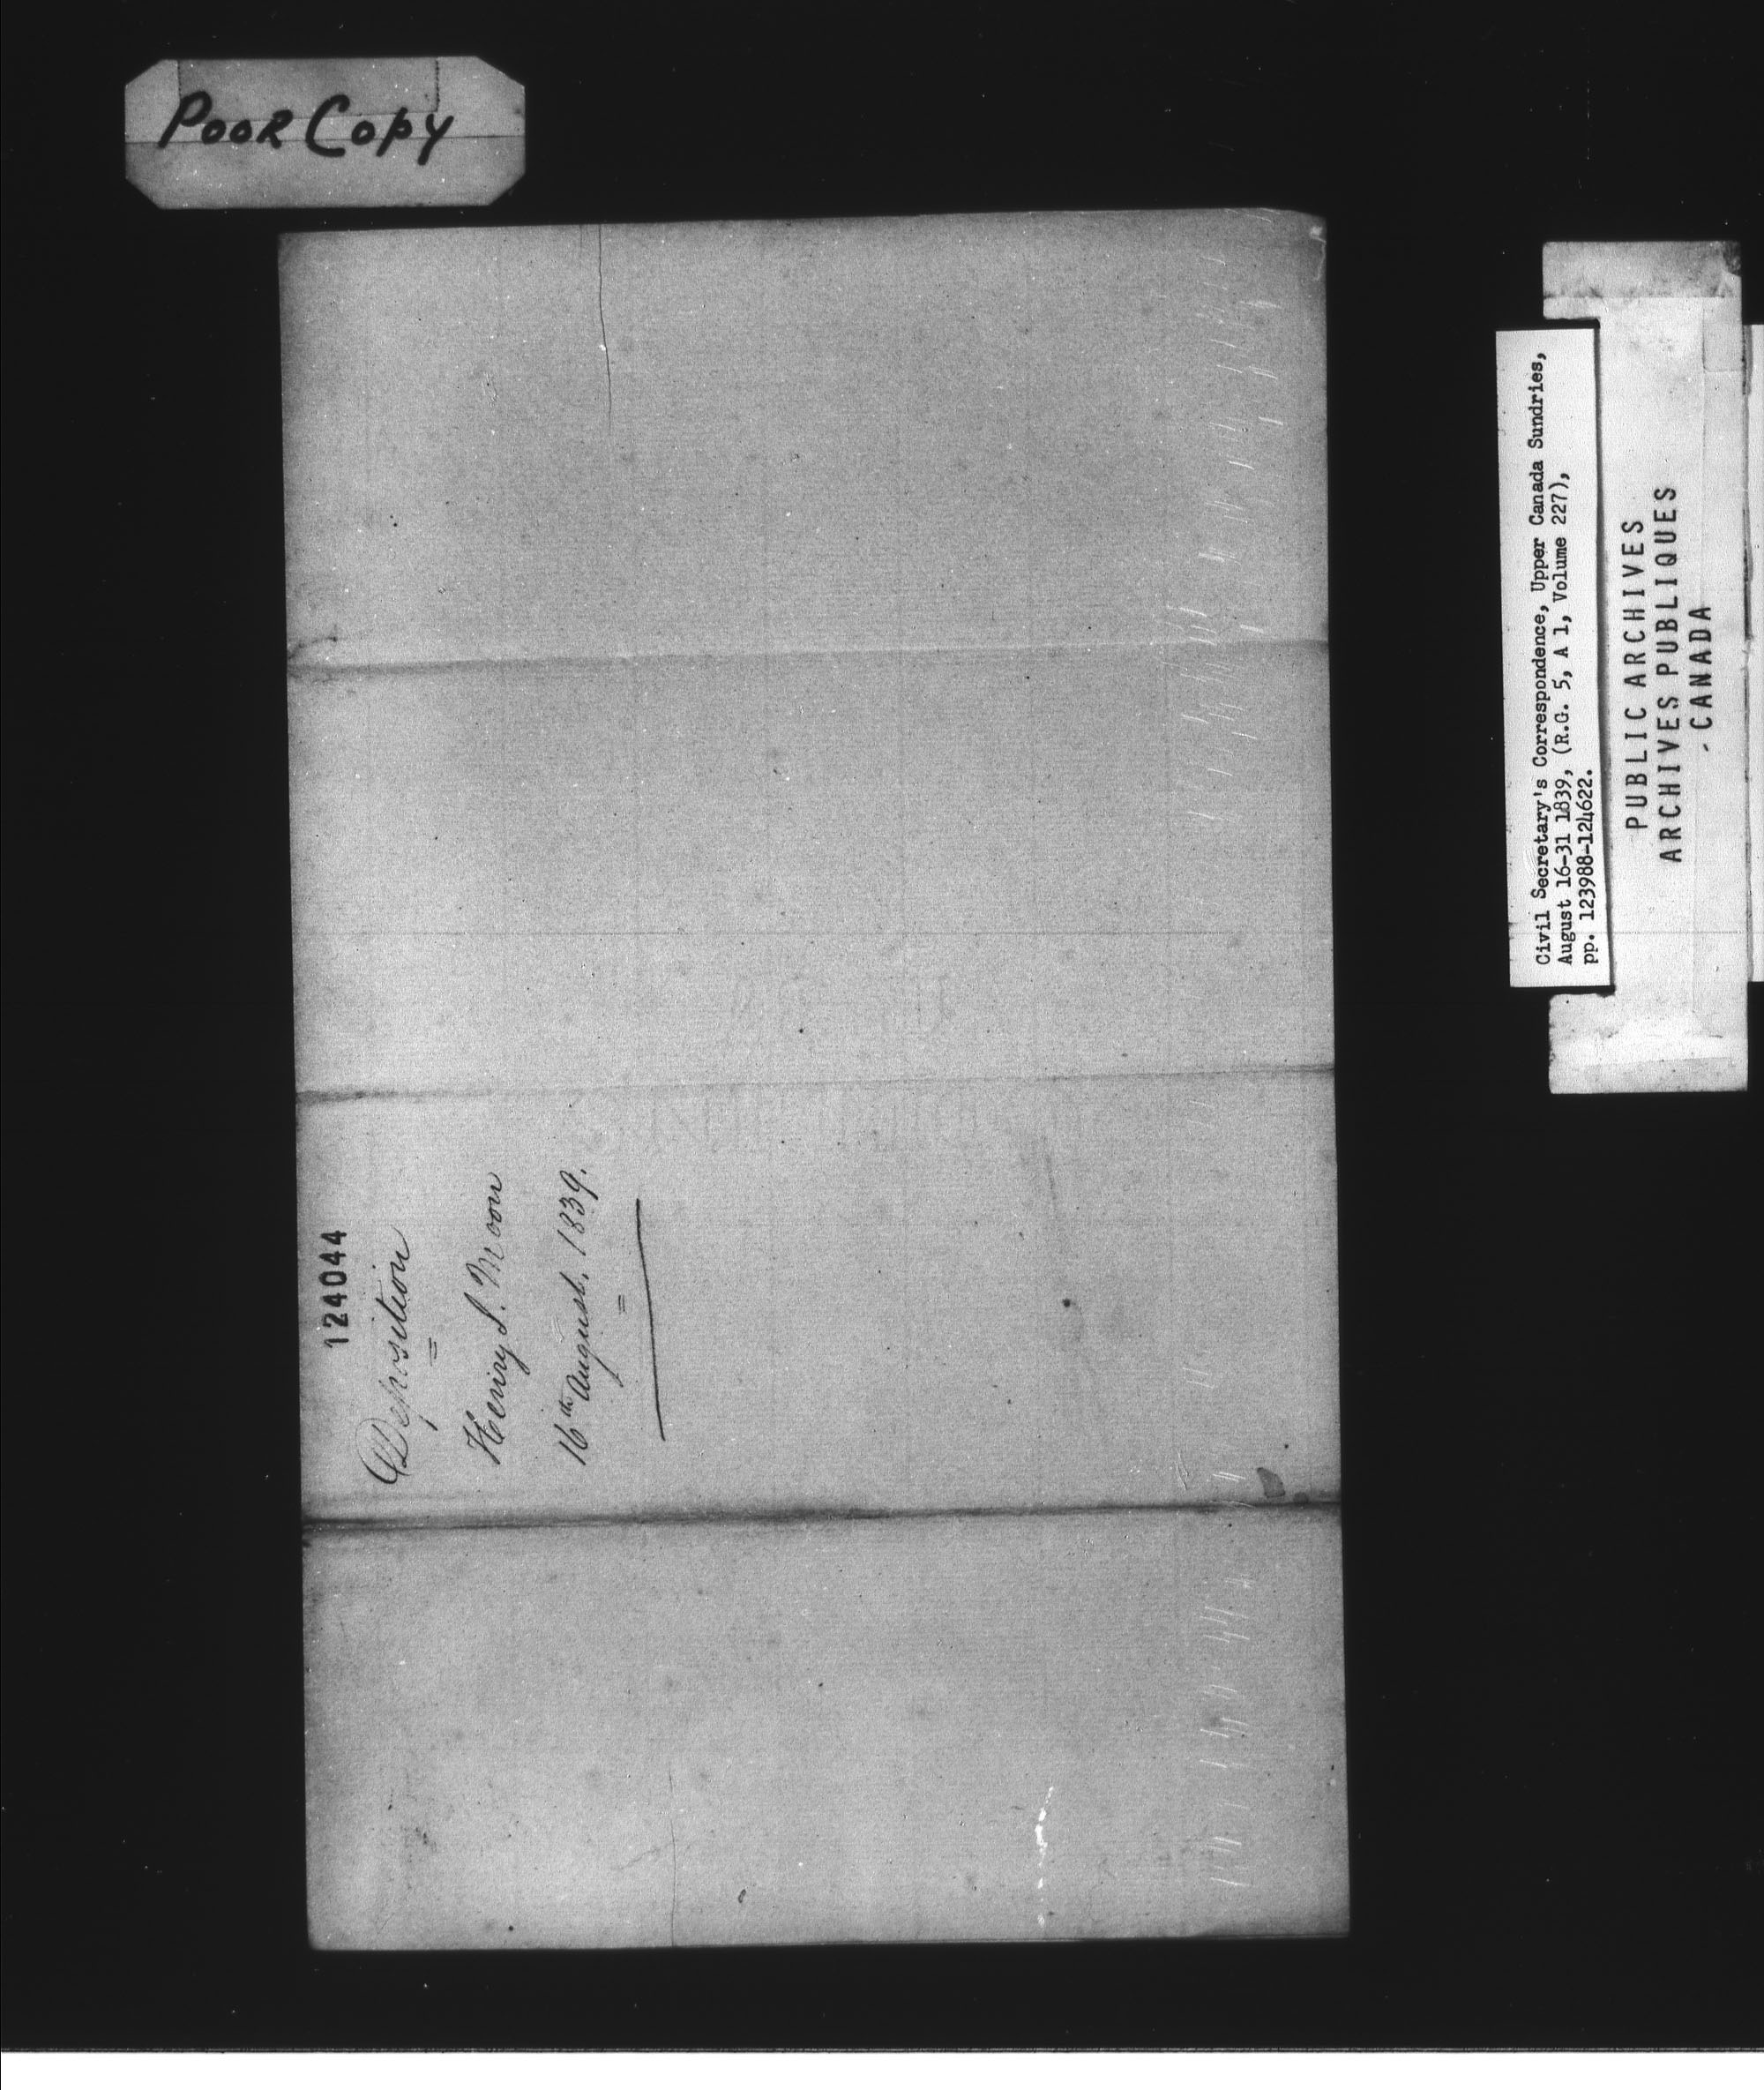 Poor Copy
124044
Deposition
=
Henry S. Moon
16th August, 1839.
=
Civil Secretary's Correspondence, Upper Canada Sundries,
August 16-31 1839, (R.G. 5, A 1, Volume 227),
pp. 123988-124622.
PUBLIC ARCHIVES
ARCHIVES PUBLIQUES
- CANADA